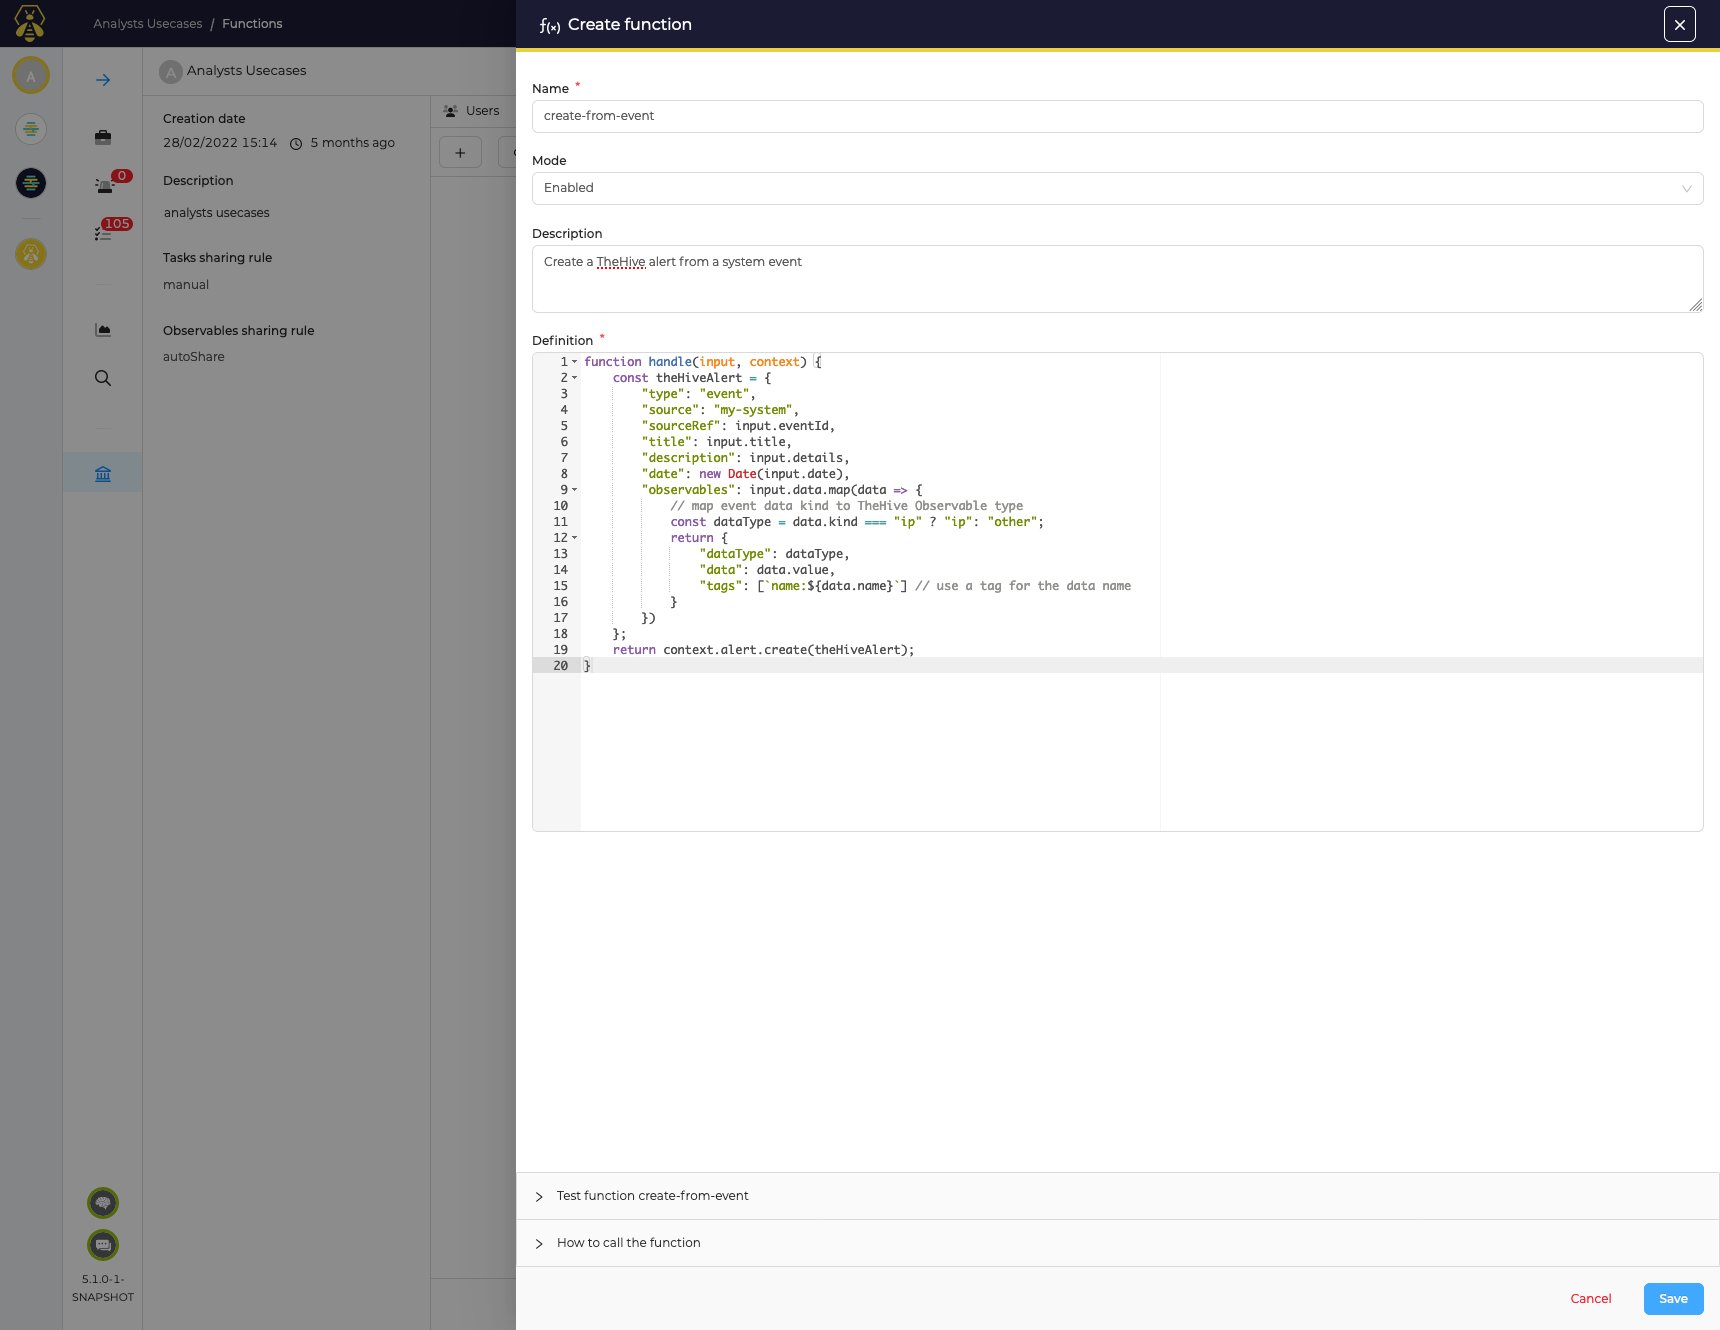 Analysts Usecases / Functions
ƒ(x) Create function
A
A Analysts Usecases
Creation date
28/02/2022 15:14 5 months ago
Description
analysts usecases
Tasks sharing rule
manual
Observables sharing rule
autoShare
0
105
Users
+
5.1.0-1-
SNAPSHOT
Name *
create-from-event
Mode
Enabled
Description
Create a TheHive alert from a system event
Definition *
1 function handle(input, context) {
2 const theHiveAlert = {
3 "type": "event",
4 "source": "my-system",
5 "sourceRef": input.eventId,
6 "title": input.title,
7 "description": input.details,
8 "date": new Date(input.date),
9 "observables": input.data.map(data => {
10 // map event data kind to TheHive Observable type
11 const dataType = data.kind === "ip" ? "ip": "other";
12 return {
13 "dataType": dataType,
14 "data": data.value,
15 "tags": [`name:${data.name}`] // use a tag for the data name
16 }
17 })
18 };
19 return context.alert.create(theHiveAlert);
20 }
Test function create-from-event
How to call the function
Cancel Save